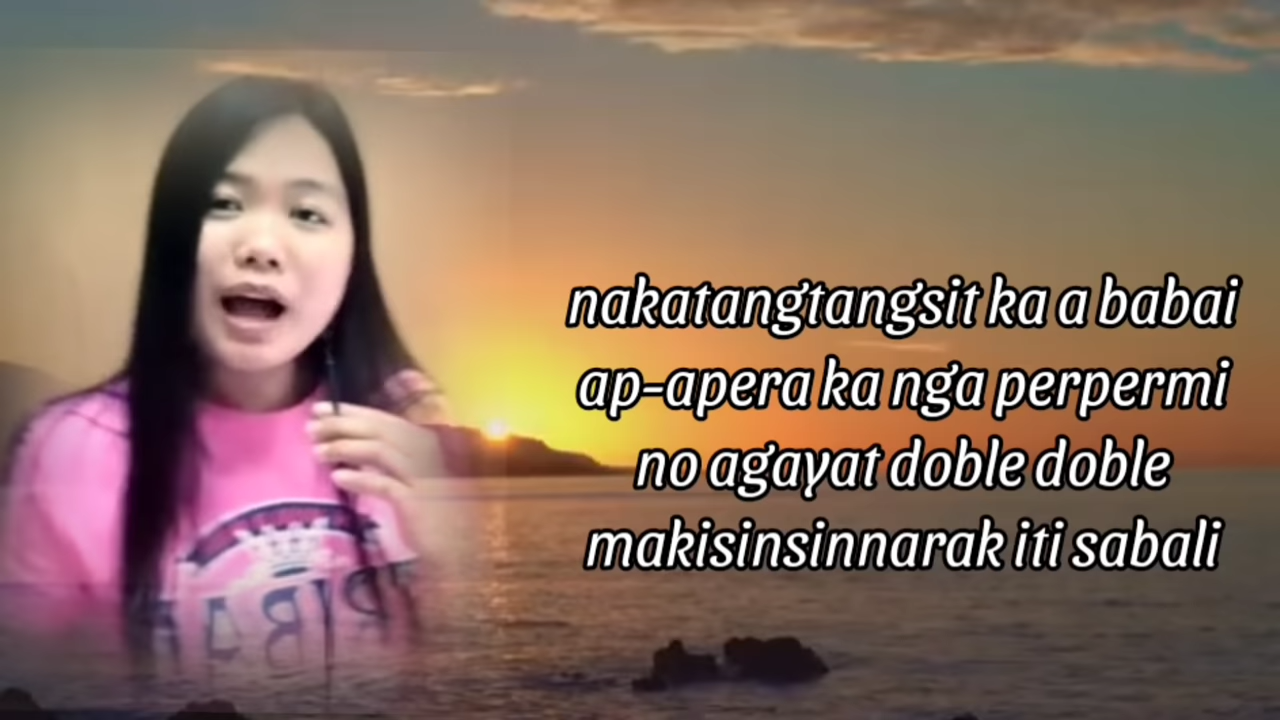 nakatangtangsit ka a babai
ap-apera ka nga perpermi
no agayat doble doble
makisinsinnarak iti sabali